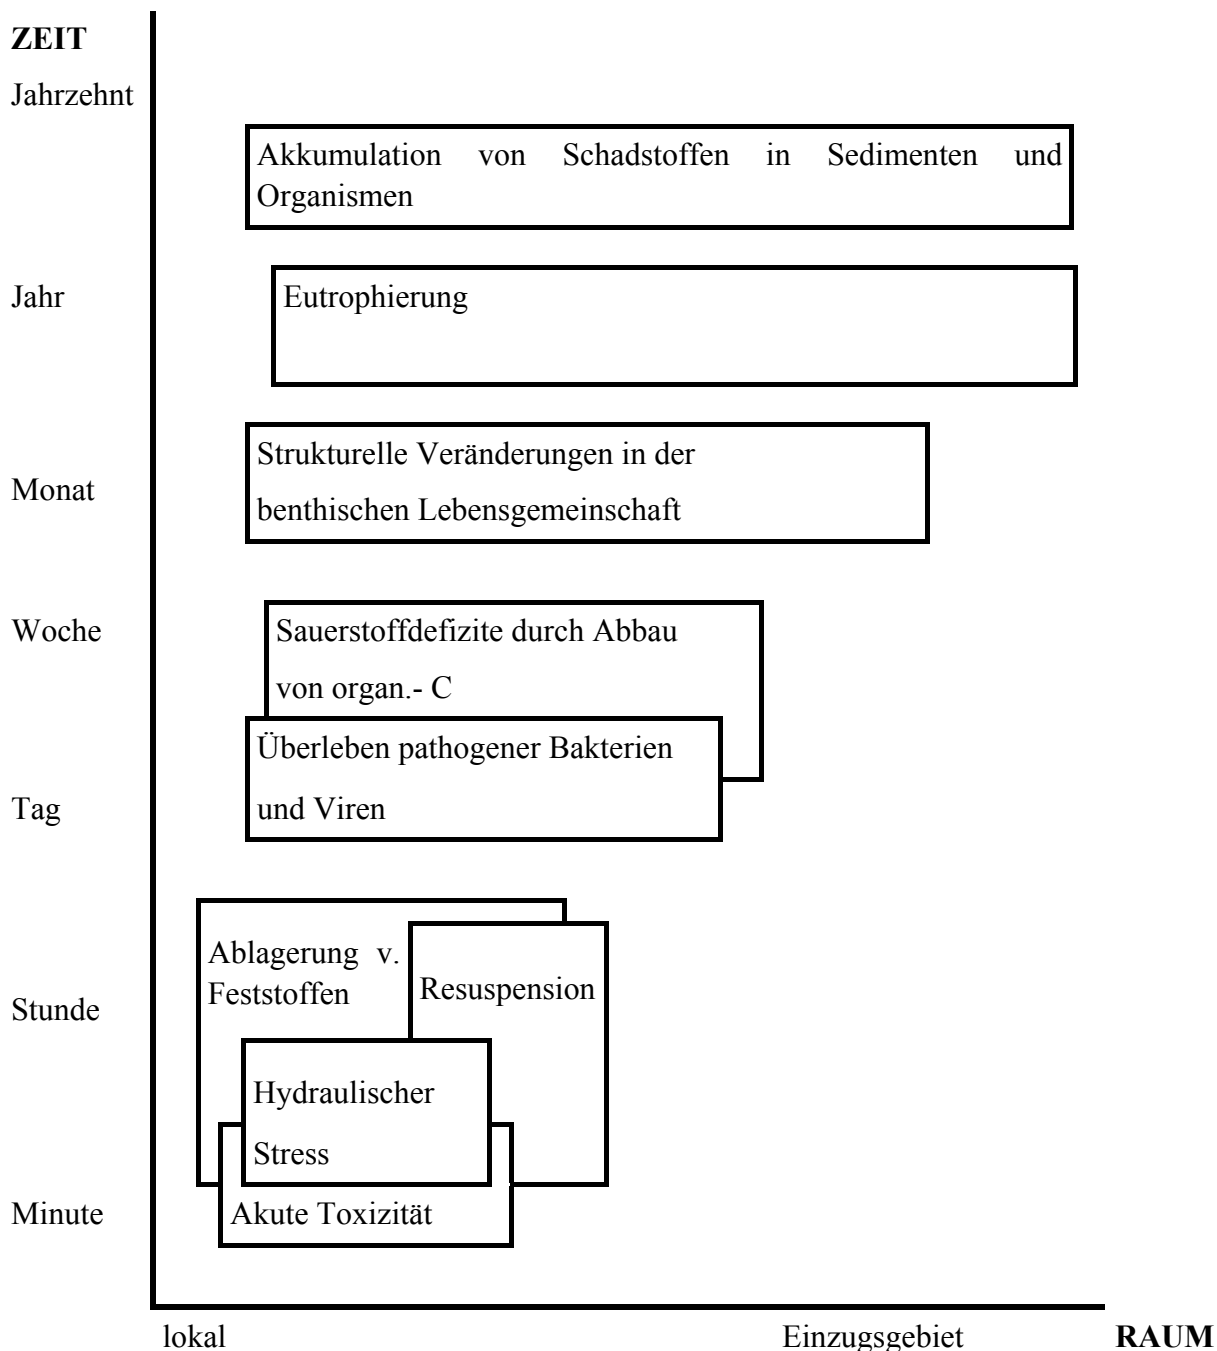 ZEIT
Jahrzehnt
Akkumulation von Schadstoffen in Sedimenten und
Organismen
Jahr
Eutrophierung
Strukturelle Veränderungen in der
Monat
benthischen Lebensgemeinschaft
Woche
Sauerstoffdefizite durch Abbau
von organ.- C
Überleben pathogener Bakterien
Tag
und Viren
Ablagerung v.
Feststoffen
Resuspension
Stunde
Hydraulischer
Stress
Minute
Akute Toxizität
lokal
Einzugsgebiet
RAUM